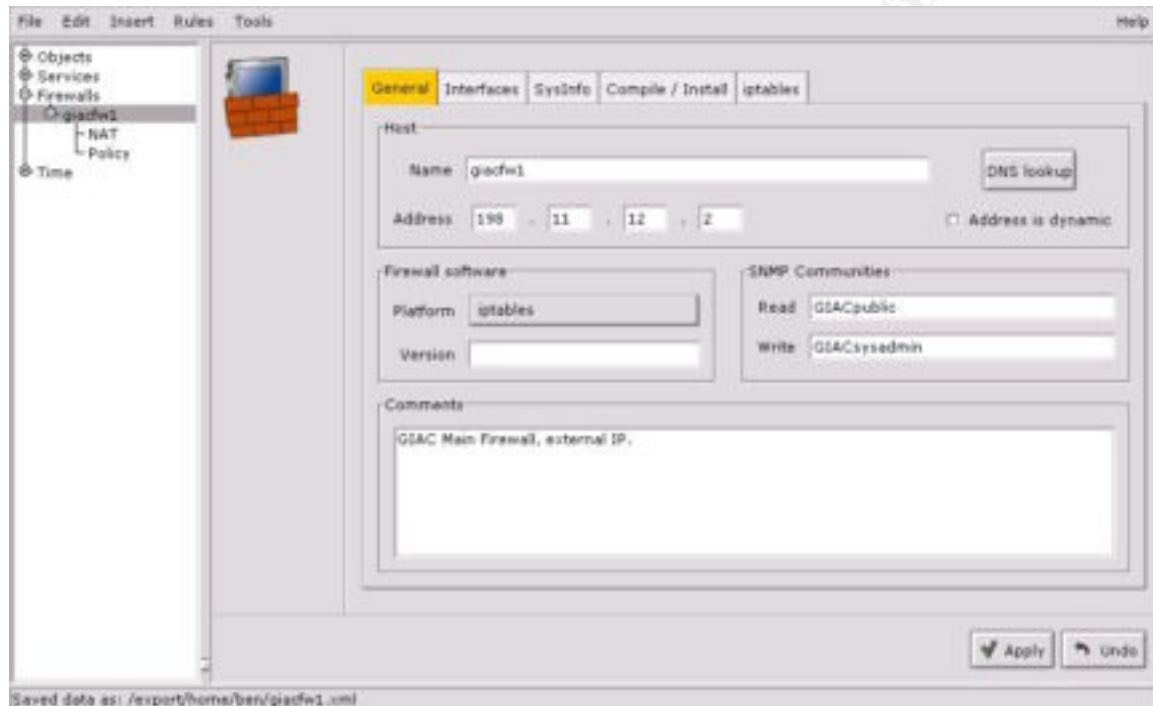 File Edit Insert Rules Tools Help
Objects
Services
Firewalls
giacfw1
NAT
Policy
Time
General Interfaces SysInfo Compile / Install iptables
Host
Name giacfw1 DNS lookup
Address 198 . 11 . 12 . 2 Address is dynamic
Firewall software SNMP Communities
Platform iptables Read GIACpublic
Version Write GIACsysadmin
Comments
GIAC Main Firewall, external IP.
Apply Undo
Saved data as: /export/home/ben/giacfw1.xml